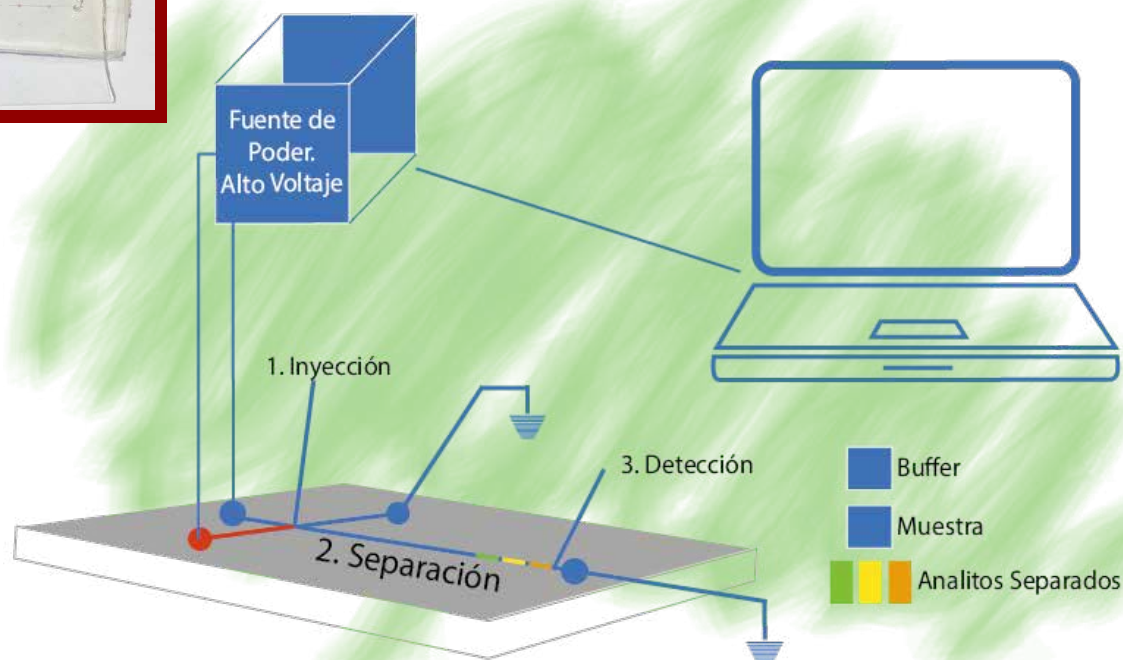 Fuente de
Poder.
Alto Voltaje
1. Inyección
3. Detección
2. Separación
Buffer
Muestra
Analitos Separados